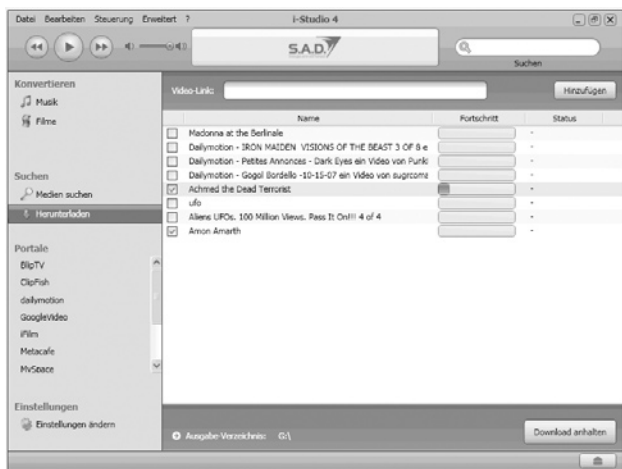 Datei Bearbeiten Steuerung Erweitert ? i-Studio 4
S.A.D.
Suchen
Konvertieren
Musik
Filme
Suchen
Medien suchen
Herunterladen
Portale
BlipTV
ClipFish
dailymotion
GoogleVideo
iFilm
Metacafe
MySpace
Einstellungen
Einstellungen ändern
Video-Link: Hinzufügen
Name Fortschritt Status
Madonna at the Berlinale -
Dailymotion - IRON MAIDEN VISIONS OF THE BEAST 3 OF 8 e -
Dailymotion - Petites Annonces - Dark Eyes ein Video von Punk -
Dailymotion - Gogol Bordello -10-15-07 ein Video von sugrcoma -
Achmed the Dead Terrorist -
ufo -
Aliens UFOs. 100 Million Views. Pass It On!!! 4 of 4 -
Amon Amarth -
Ausgabe-Verzeichnis: G:\ Download anhalten